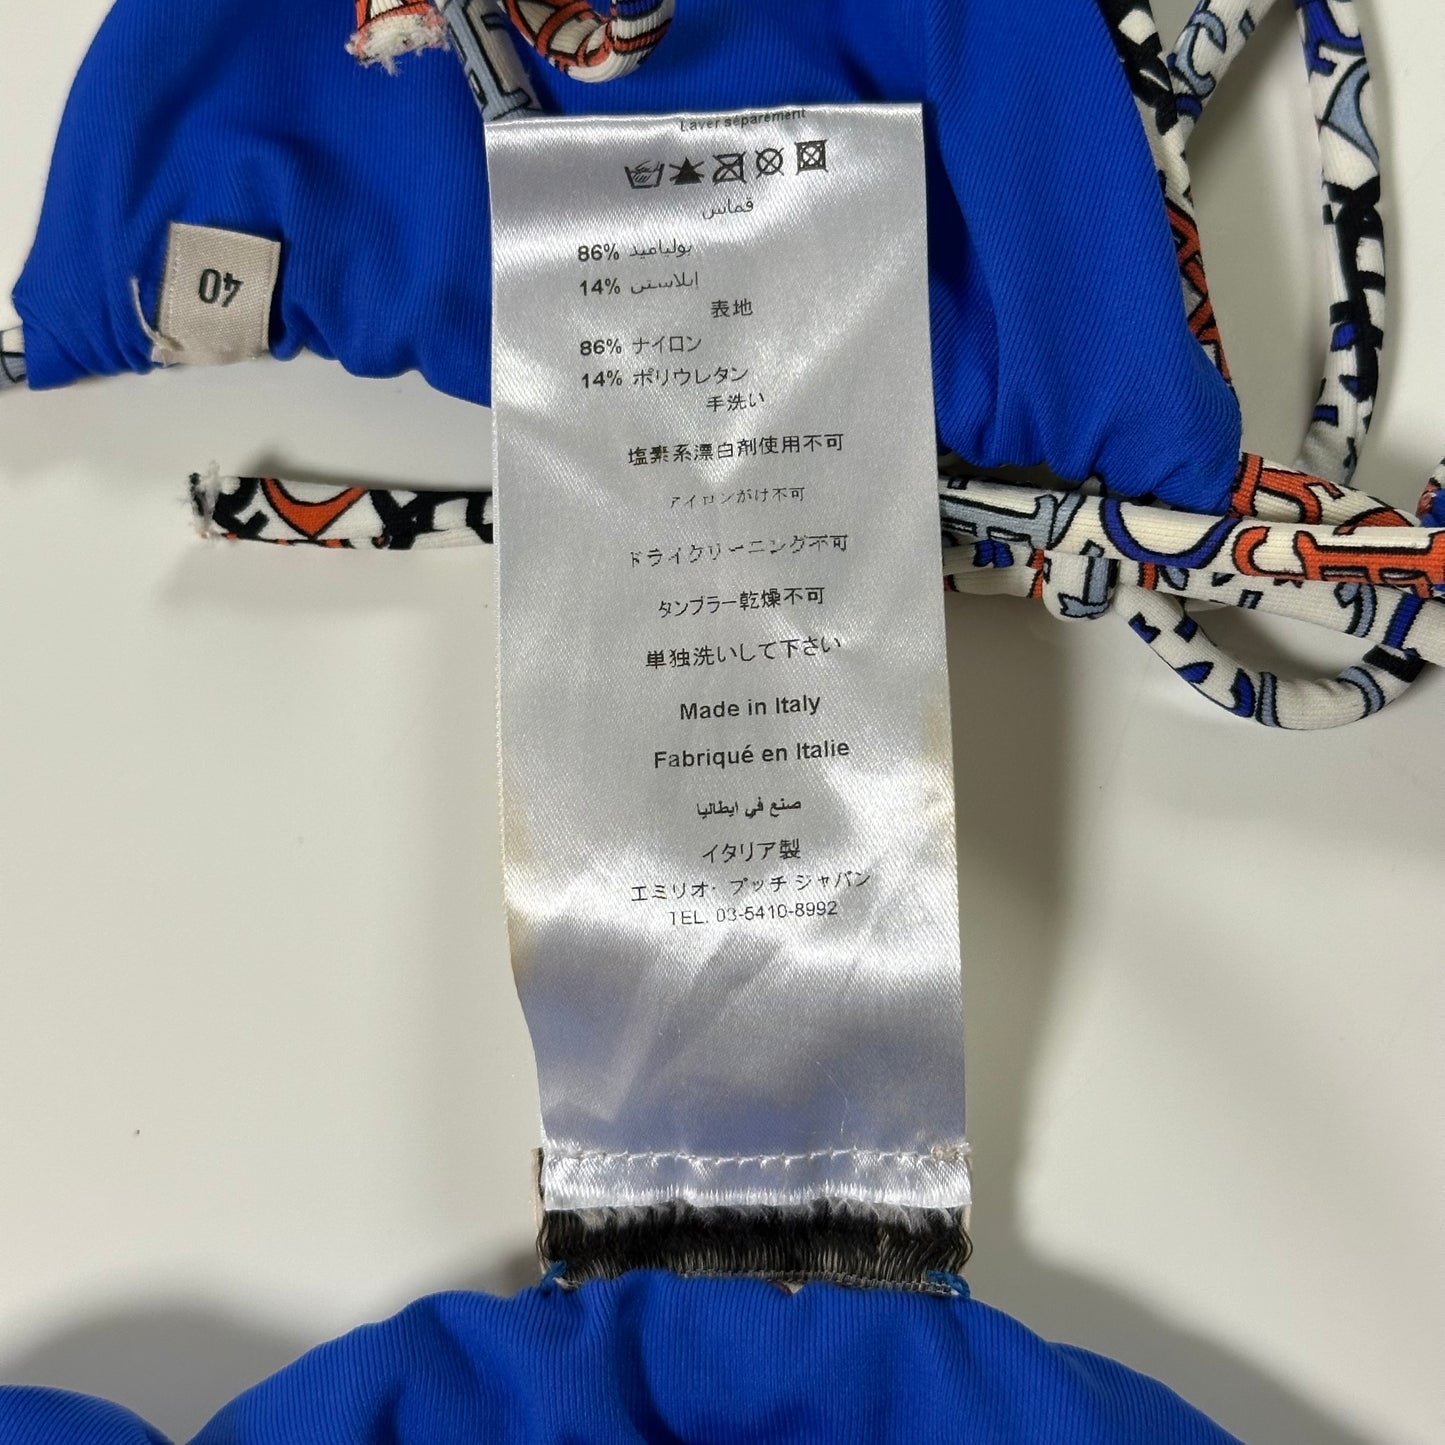 Laver séparément
قماش
86% بولياميد
14% إيلاستن
表地
86% ナイロン
14% ポリウレタン
手洗い
塩素系漂白剤使用不可
アイロンがけ不可
ドライクリーニング不可
タンブラー乾燥不可
単独洗いして下さい
Made in Italy
Fabriqué en Italie
صنع في ايطاليا
イタリア製
エミリオ・プッチ ジャパン
TEL. 03-5410-8992
40